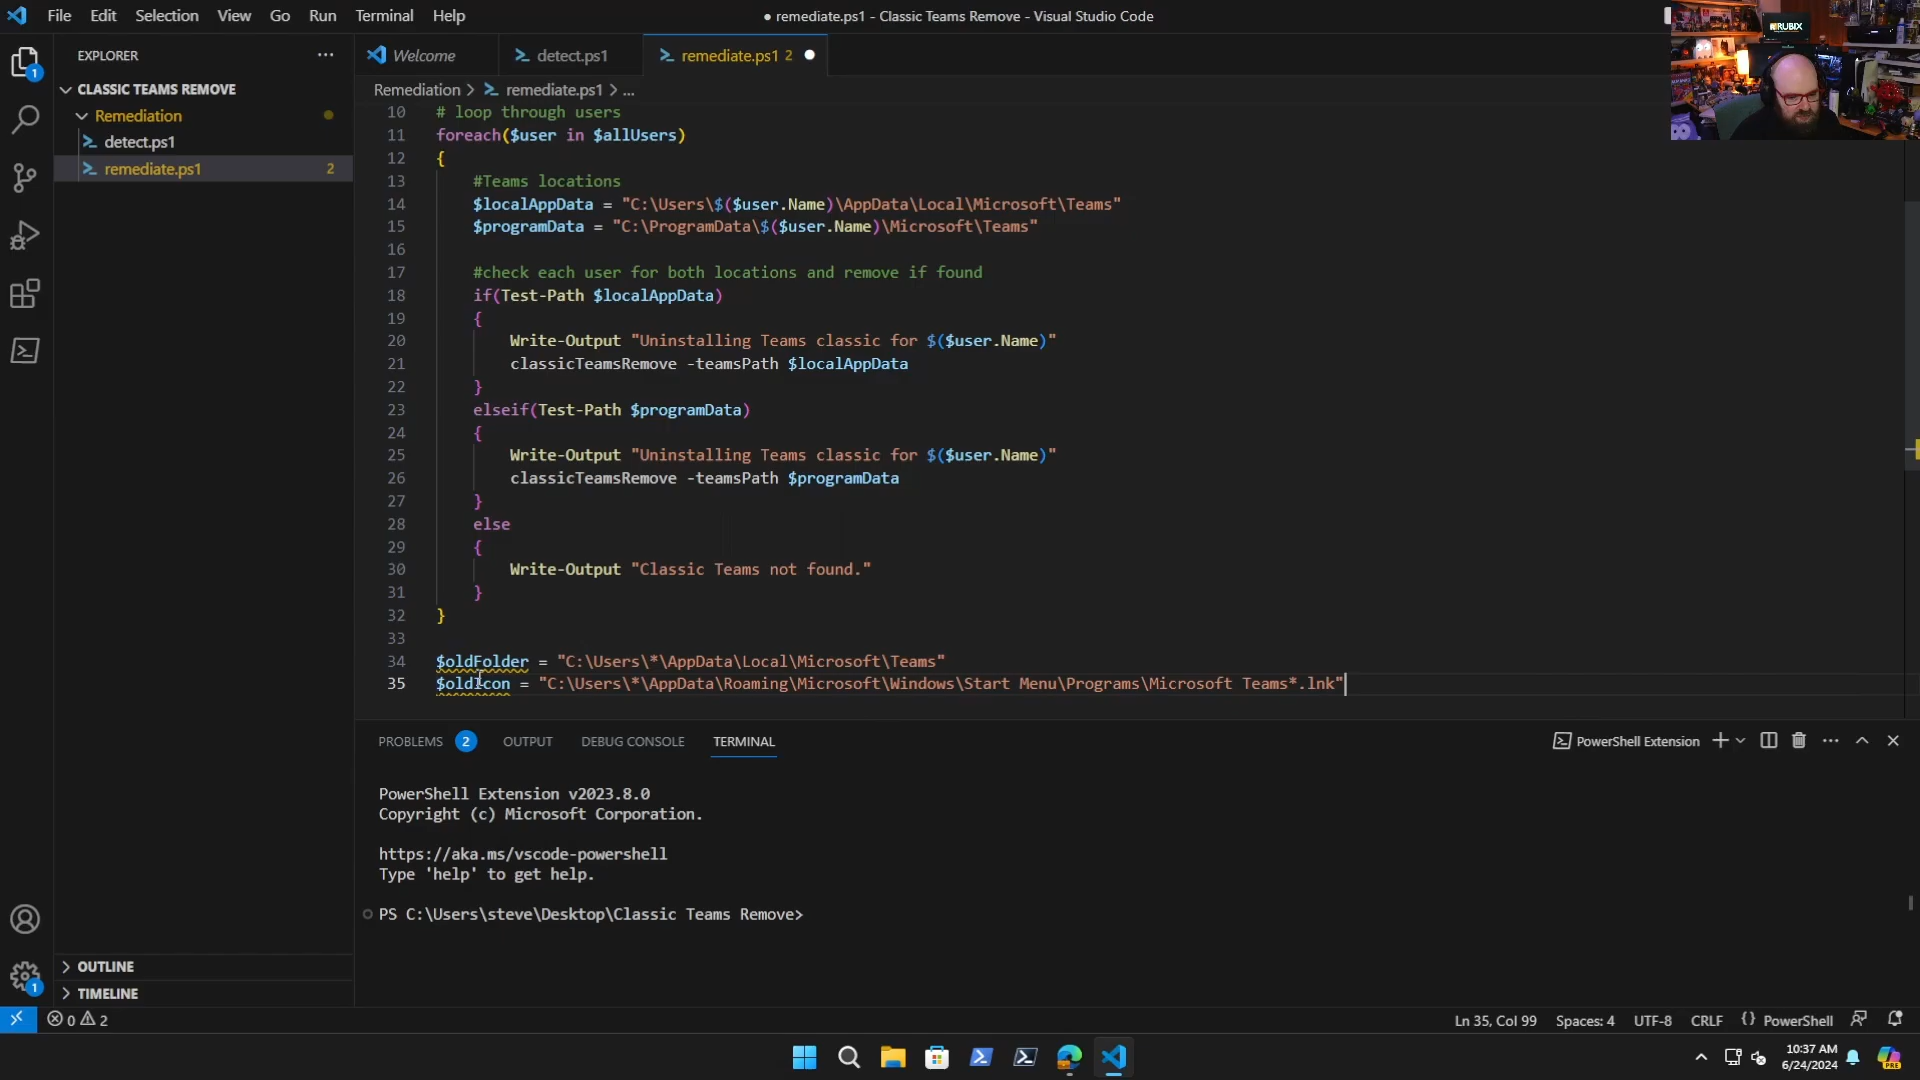 File Edit Selection View Go Run Terminal Help
● remediate.ps1 - Classic Teams Remove - Visual Studio Code
RUBIX
EXPLORER
Welcome
detect.ps1
remediate.ps1 2
CLASSIC TEAMS REMOVE
Remediation
detect.ps1
remediate.ps1 2
Remediation > remediate.ps1 > ...
10 # loop through users
11 foreach($user in $allUsers)
12 {
13 #Teams locations
14 $localAppData = "C:\Users\$($user.Name)\AppData\Local\Microsoft\Teams"
15 $programData = "C:\ProgramData\$($user.Name)\Microsoft\Teams"
16
17 #check each user for both locations and remove if found
18 if(Test-Path $localAppData)
19 {
20 Write-Output "Uninstalling Teams classic for $($user.Name)"
21 classicTeamsRemove -teamsPath $localAppData
22 }
23 elseif(Test-Path $programData)
24 {
25 Write-Output "Uninstalling Teams classic for $($user.Name)"
26 classicTeamsRemove -teamsPath $programData
27 }
28 else
29 {
30 Write-Output "Classic Teams not found."
31 }
32 }
33
34 $oldFolder = "C:\Users\*\AppData\Local\Microsoft\Teams"
35 $oldIcon = "C:\Users\*\AppData\Roaming\Microsoft\Windows\Start Menu\Programs\Microsoft Teams*.lnk"
PROBLEMS 2 OUTPUT DEBUG CONSOLE TERMINAL
PowerShell Extension
PowerShell Extension v2023.8.0
Copyright (c) Microsoft Corporation.
https://aka.ms/vscode-powershell
Type 'help' to get help.
PS C:\Users\steve\Desktop\Classic Teams Remove>
1
1
OUTLINE
TIMELINE
0 2
Ln 35, Col 99 Spaces: 4 UTF-8 CRLF {} PowerShell
10:37 AM
6/24/2024
PRE